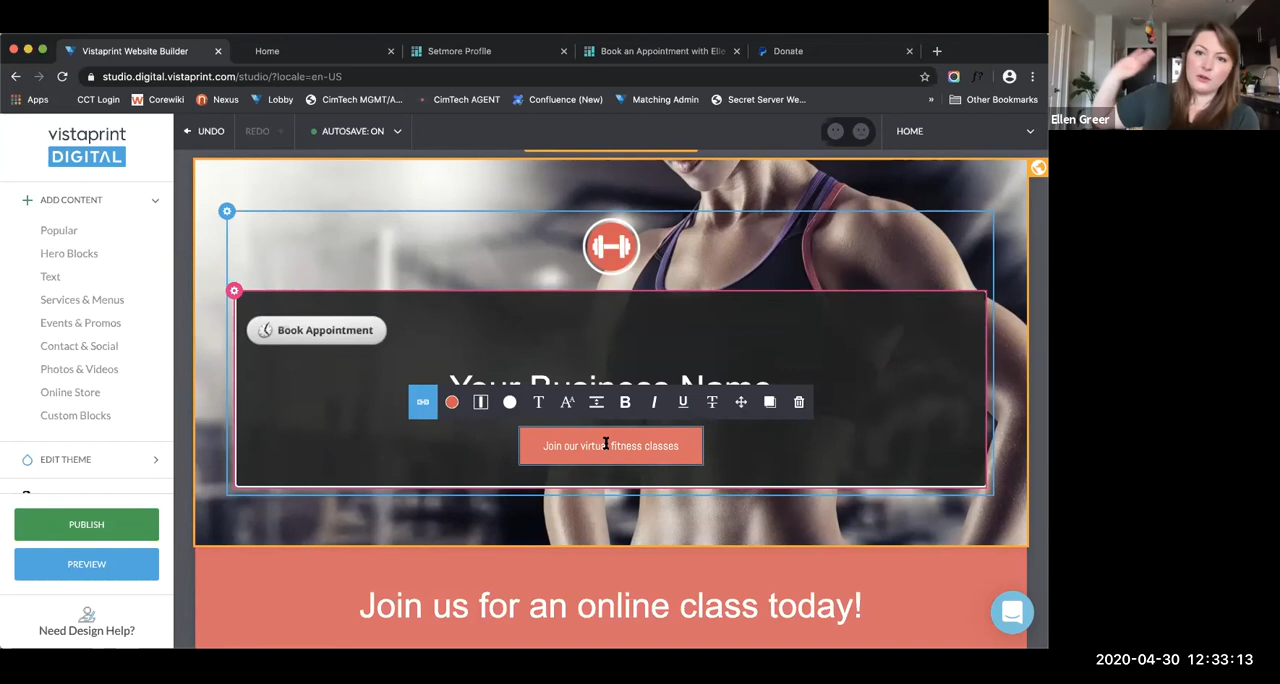 Vistaprint Website Builder
Home
Setmore Profile
Book an Appointment with Elle
Donate
studio.digital.vistaprint.com/studio/?locale=en-US
Apps
CCT Login
Corewiki
Nexus
Lobby
CimTech MGMT/A...
CimTech AGENT
Confluence (New)
Matching Admin
Secret Server We...
»
Other Bookmarks
Ellen Greer
vistaprint
DIGITAL
UNDO
REDO
AUTOSAVE: ON
HOME
ADD CONTENT
Popular
Hero Blocks
Text
Services & Menus
Events & Promos
Contact & Social
Photos & Videos
Online Store
Custom Blocks
EDIT THEME
PUBLISH
PREVIEW
Need Design Help?
Book Appointment
Your Business Name
Join our virtual fitness classes
Join us for an online class today!
2020-04-30 12:33:13